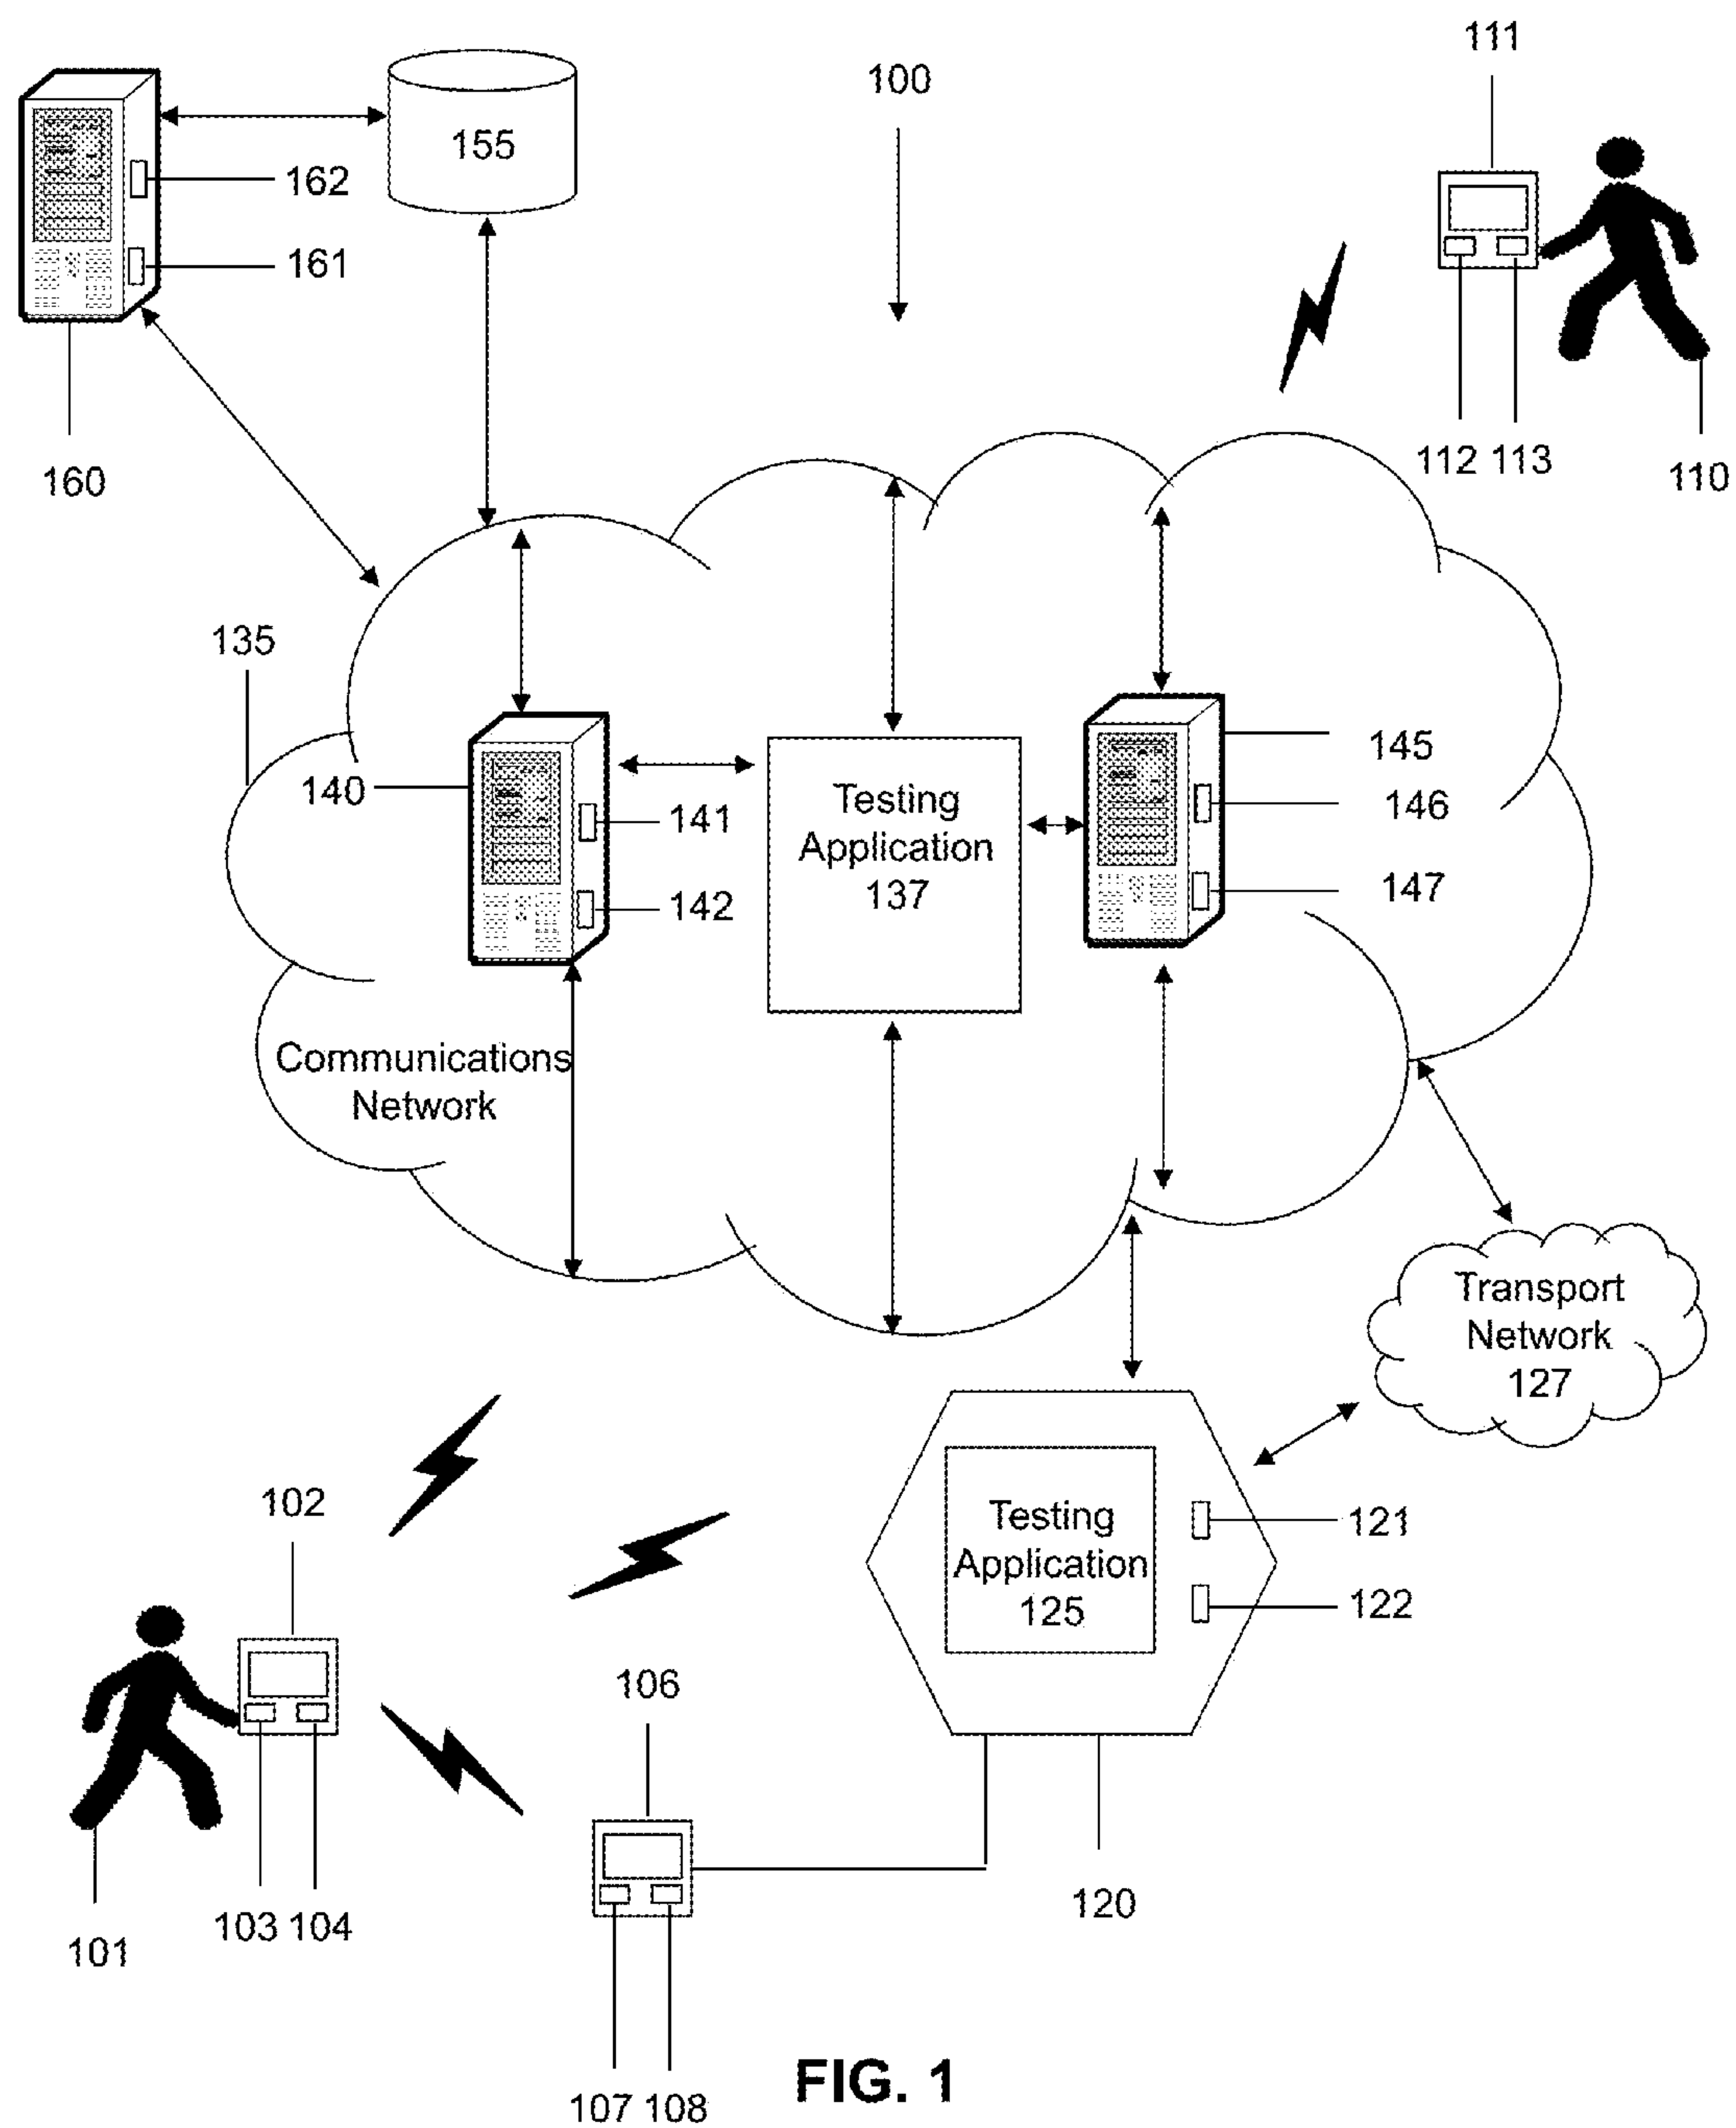 111
100
155
162
161
160
112 113
110
135
140
141
142
Testing
Application
137
145
146
147
Communications
Network
Transport
Network
127
102
Testing
Application
125
121
122
106
101
103 104
120
107 108
FIG. 1